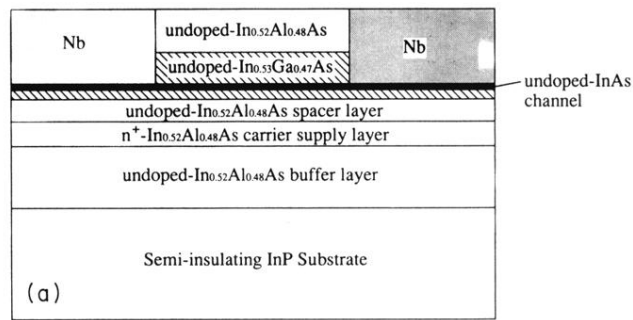 Nb
undoped-In0.52Al0.48As
undoped-In0.53Ga0.47As
Nb
undoped-InAs
channel
undoped-In0.52Al0.48As spacer layer
n+-In0.52Al0.48As carrier supply layer
undoped-In0.52Al0.48As buffer layer
Semi-insulating InP Substrate
(a)